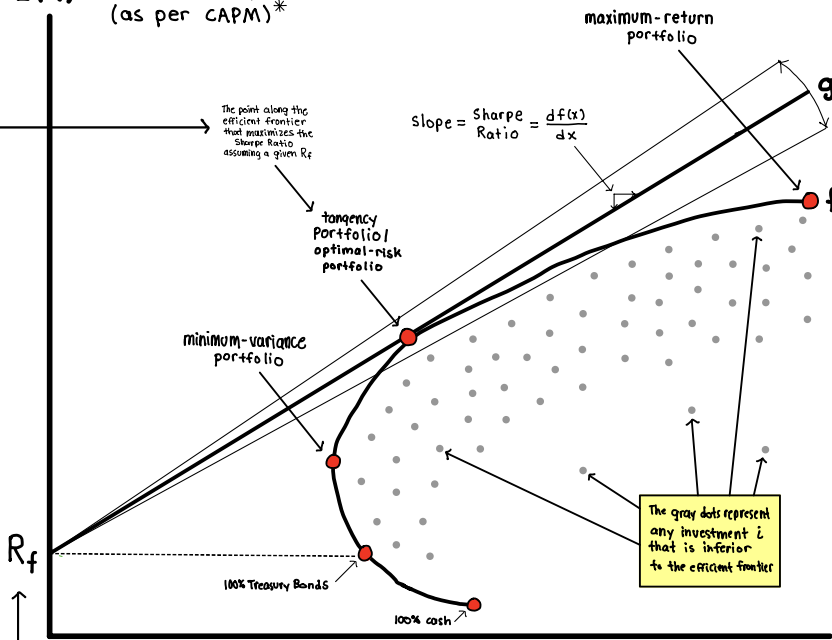 (as per CAPM)*
maximum-return
portfolio
g
The point along the
efficient frontier
that maximizes the
Sharpe Ratio
assuming a given Rf
Slope = Sharpe Ratio = df(x)/dx
f
tangency
Portfolio/
optimal-risk
portfolio
minimum-variance
portfolio
The gray dots represent
any investment i
that is inferior
to the efficient frontier
Rf
100% Treasury Bonds
100% cash